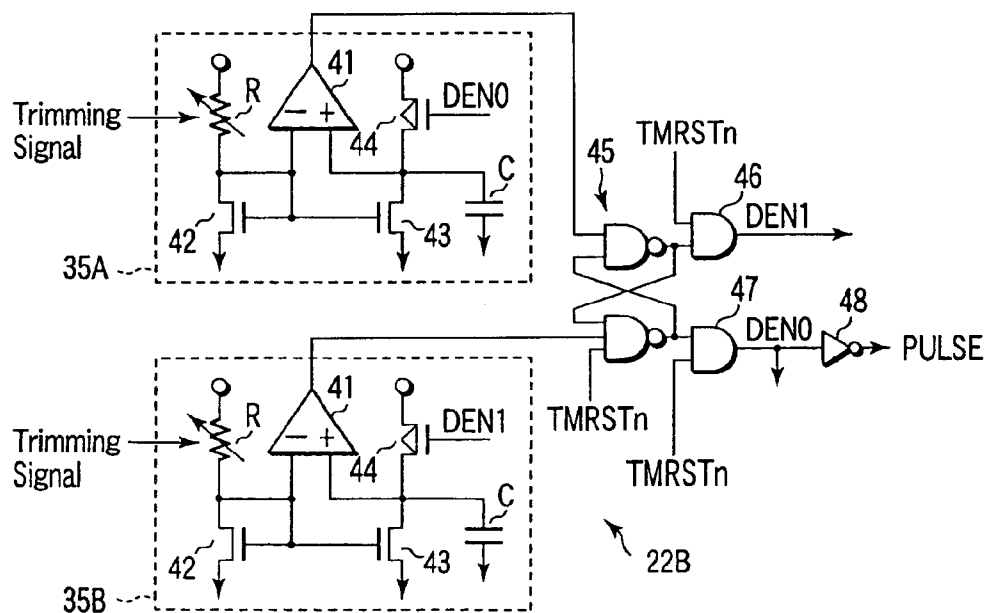 41
Trimming
Signal
R
−
+
44
DEN0
C
42
43
35A
45
TMRSTn
46
DEN1
47
DEN0
48
PULSE
TMRSTn
TMRSTn
41
Trimming
Signal
R
−
+
44
DEN1
C
42
43
35B
22B